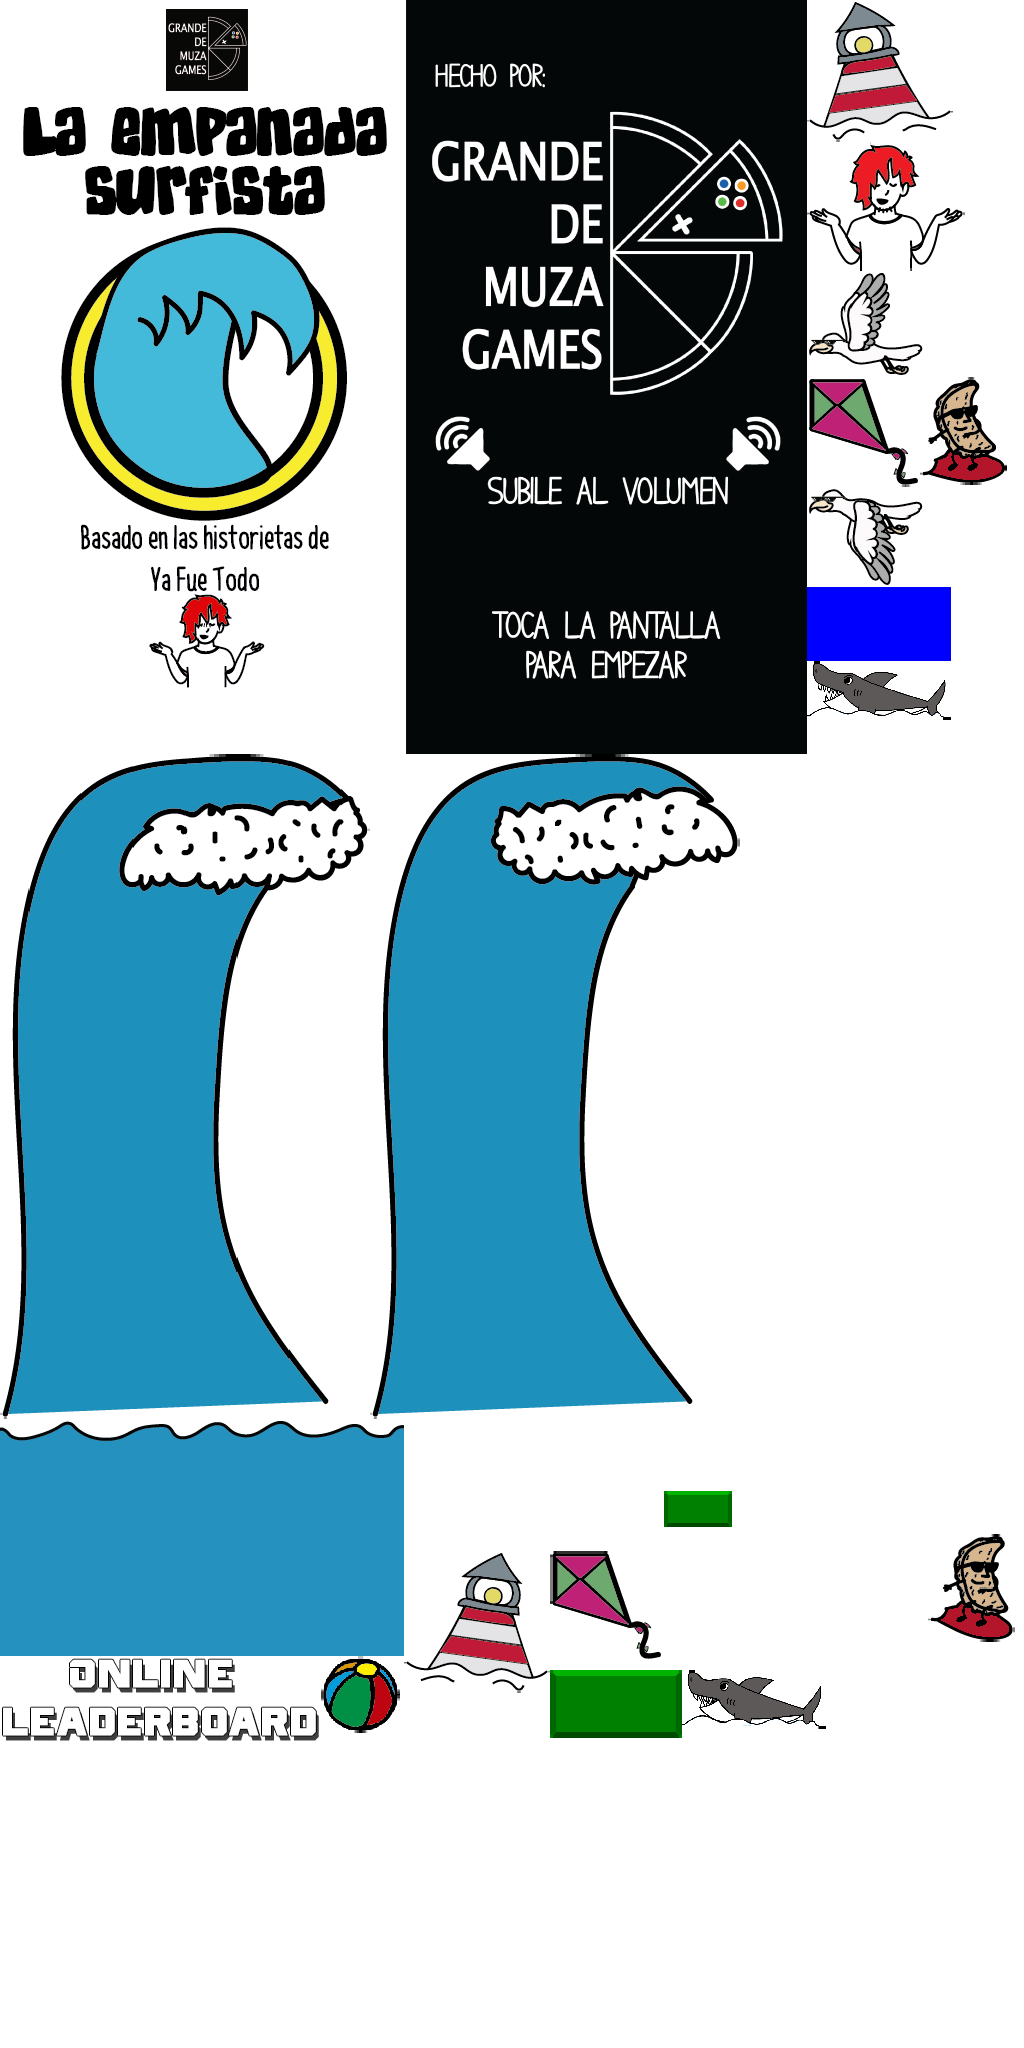 GRANDE
DE
MUZA
GAMES
La empanada
surfista
Basado en las historietas de
Ya Fue Todo
HECHO POR:
GRANDE
DE
MUZA
GAMES
SUBILE AL VOLUMEN
TOCA LA PANTALLA
PARA EMPEZAR
ONLINE
LEADERBOARD